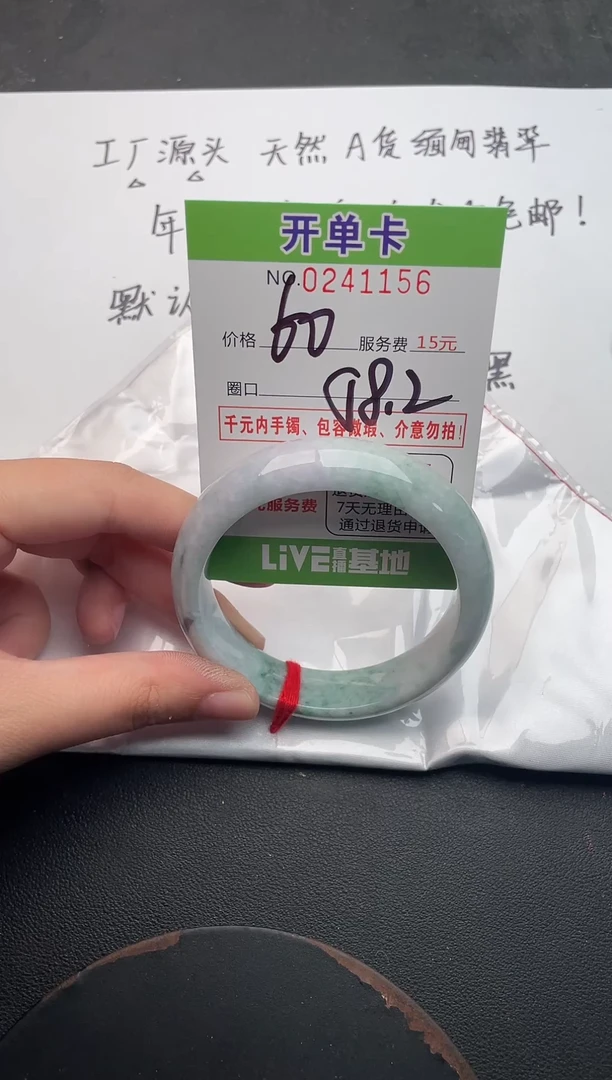 工厂源头 天然 A货缅甸翡翠
年 包邮!
默认
黑
开单卡
NO.0241156
价格 60 服务费 15元
圈口 58.2
千元内手镯、包容微瑕、介意勿拍!
服务费
7天无理由
通过退货申请
LiVE直播基地